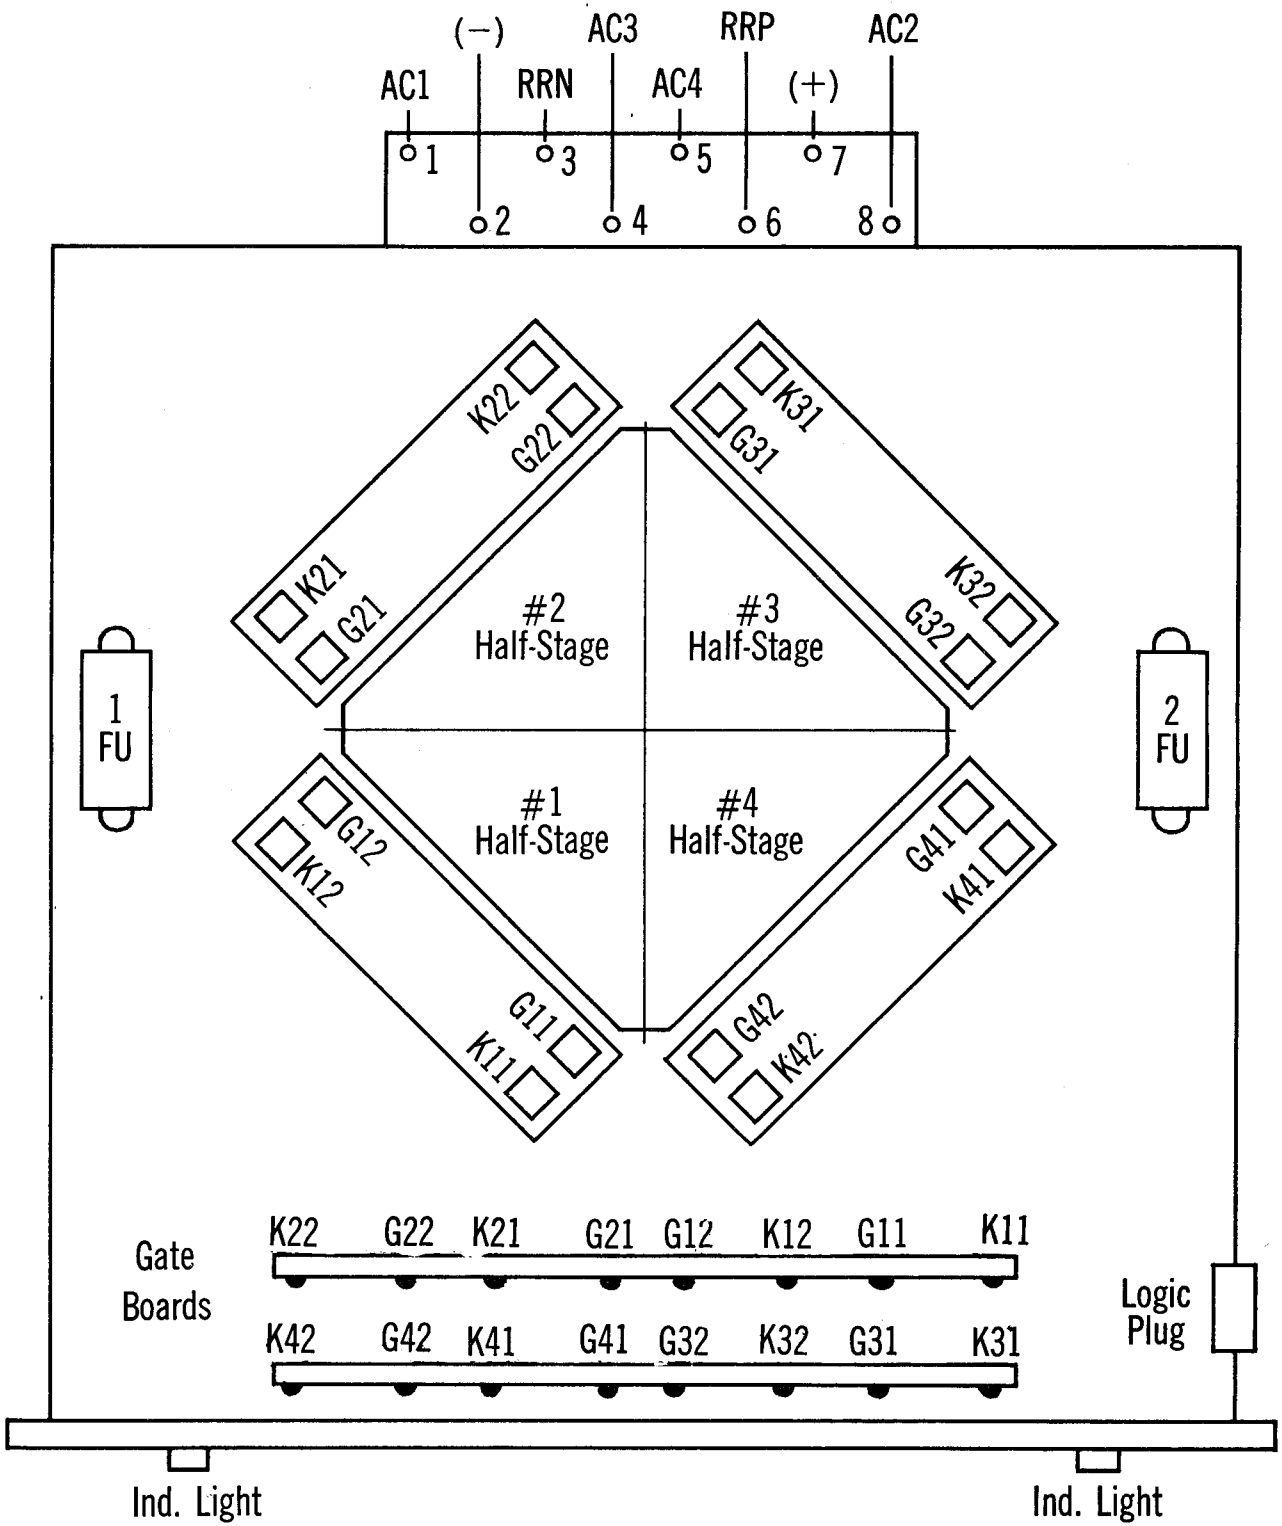 (-)
AC3
RRP
AC2
AC1
RRN
AC4
(+)
1
3
5
7
2
4
6
8
K22
G22
K31
G31
K21
G21
K32
G32
#2
Half-Stage
#3
Half-Stage
1
FU
2
FU
#1
Half-Stage
#4
Half-Stage
G12
K12
G41
K41
G11
K11
G42
K42
K22 G22 K21 G21 G12 K12 G11 K11
Gate
Boards
Logic
Plug
K42 G42 K41 G41 G32 K32 G31 K31
Ind. Light
Ind. Light